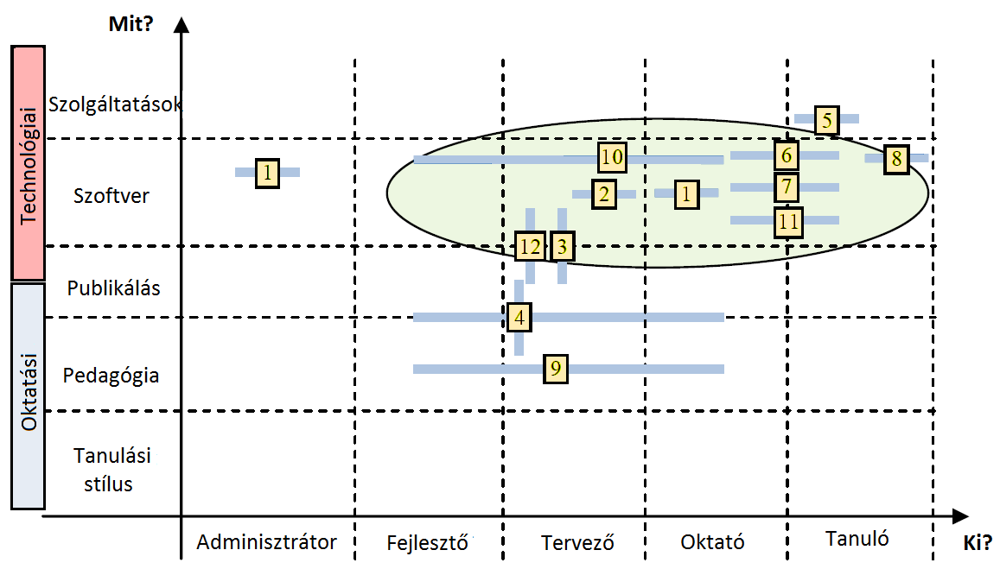 Mit?
Technológiai
Oktatási
Szolgáltatások
Szoftver
Publikálás
Pedagógia
Tanulási
stílus
5
10
6
8
1
2
1
7
11
12
3
4
9
Adminisztrátor
Fejlesztő
Tervező
Oktató
Tanuló
Ki?